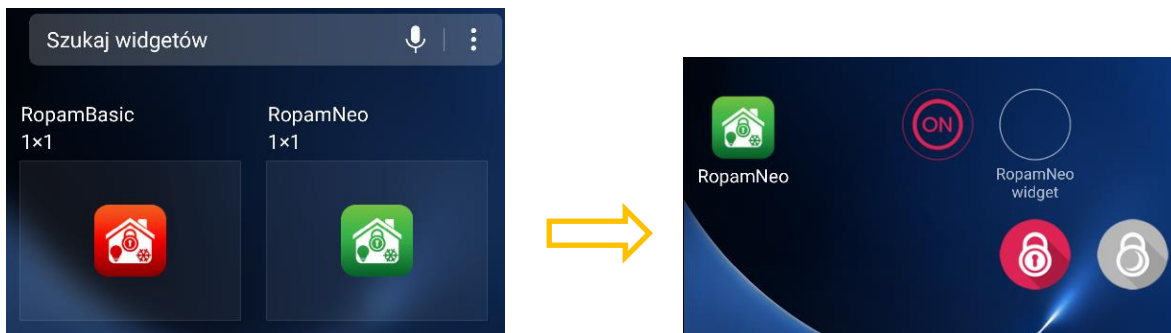 Szukaj widgetów
RopamBasic
1×1
RopamNeo
1×1
RopamNeo
ON
RopamNeo
widget